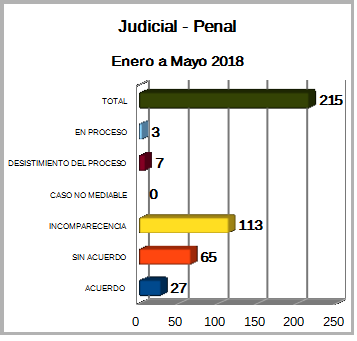 Judicial - Penal
Enero a Mayo 2018
TOTAL 215
EN PROCESO 3
DESISTIMIENTO DEL PROCESO 7
CASO NO MEDIABLE 0
INCOMPARECENCIA 113
SIN ACUERDO 65
ACUERDO 27
0 50 100 150 200 250